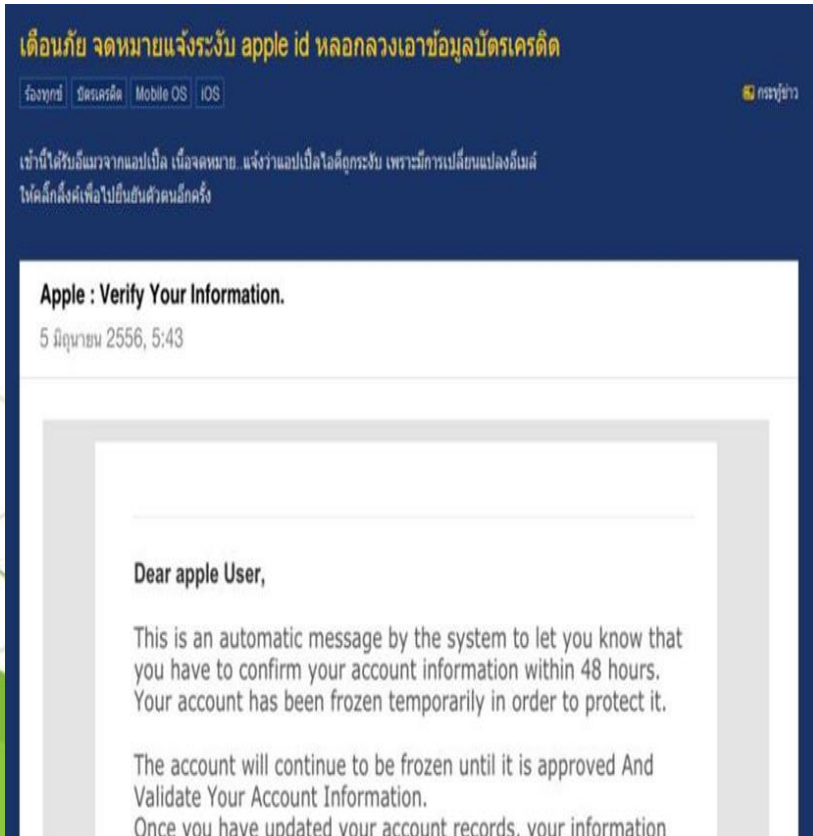 เตือนภัย จดหมายแจ้งระงับ apple id หลอกลวงเอาข้อมูลบัตรเครดิต
ร้องทุกข์ บัตรเครดิต Mobile OS iOS
กระทู้ข่าว
เช้านี้ได้รับอีแมวจากแอปเปิ้ล เนื้อจดหมาย..แจ้งว่าแอปเปิ้ลไอดีถูกระงับ เพราะมีการเปลี่ยนแปลงอีเมล์
ให้คลิ๊กลิ้งค์เพื่อไปยืนยันตัวตนอีกครั้ง
Apple : Verify Your Information.
5 มิถุนายน 2556, 5:43
Dear apple User,
This is an automatic message by the system to let you know that
you have to confirm your account information within 48 hours.
Your account has been frozen temporarily in order to protect it.
The account will continue to be frozen until it is approved And
Validate Your Account Information.
Once you have updated your account records, your information